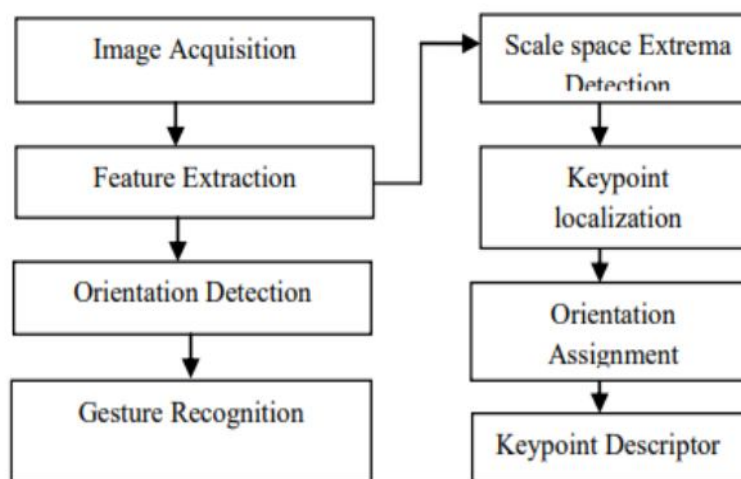 Image Acquisition
Feature Extraction
Orientation Detection
Gesture Recognition
Scale space Extrema
Detection
Keypoint
localization
Orientation
Assignment
Keypoint Descriptor